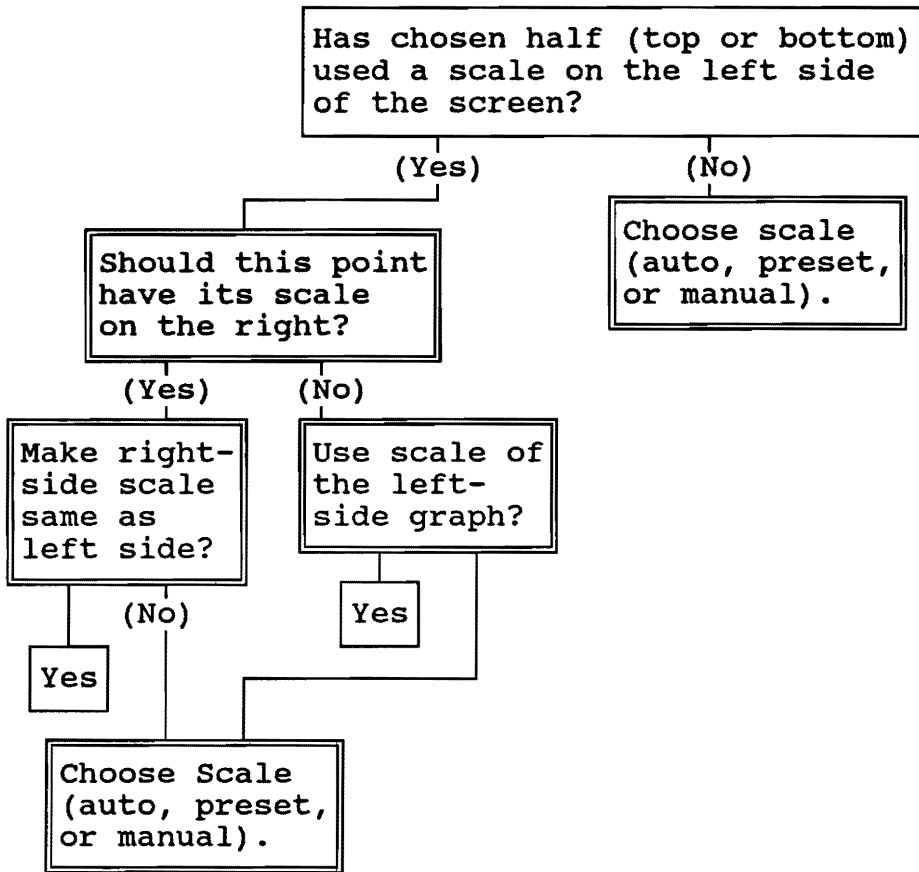 Has chosen half (top or bottom)
used a scale on the left side
of the screen?
(Yes)
(No)
Should this point
have its scale
on the right?
Choose scale
(auto, preset,
or manual).
(Yes)
(No)
Make right-
side scale
same as
left side?
Use scale of
the left-
side graph?
Yes
(No)
Yes
Choose Scale
(auto, preset,
or manual).